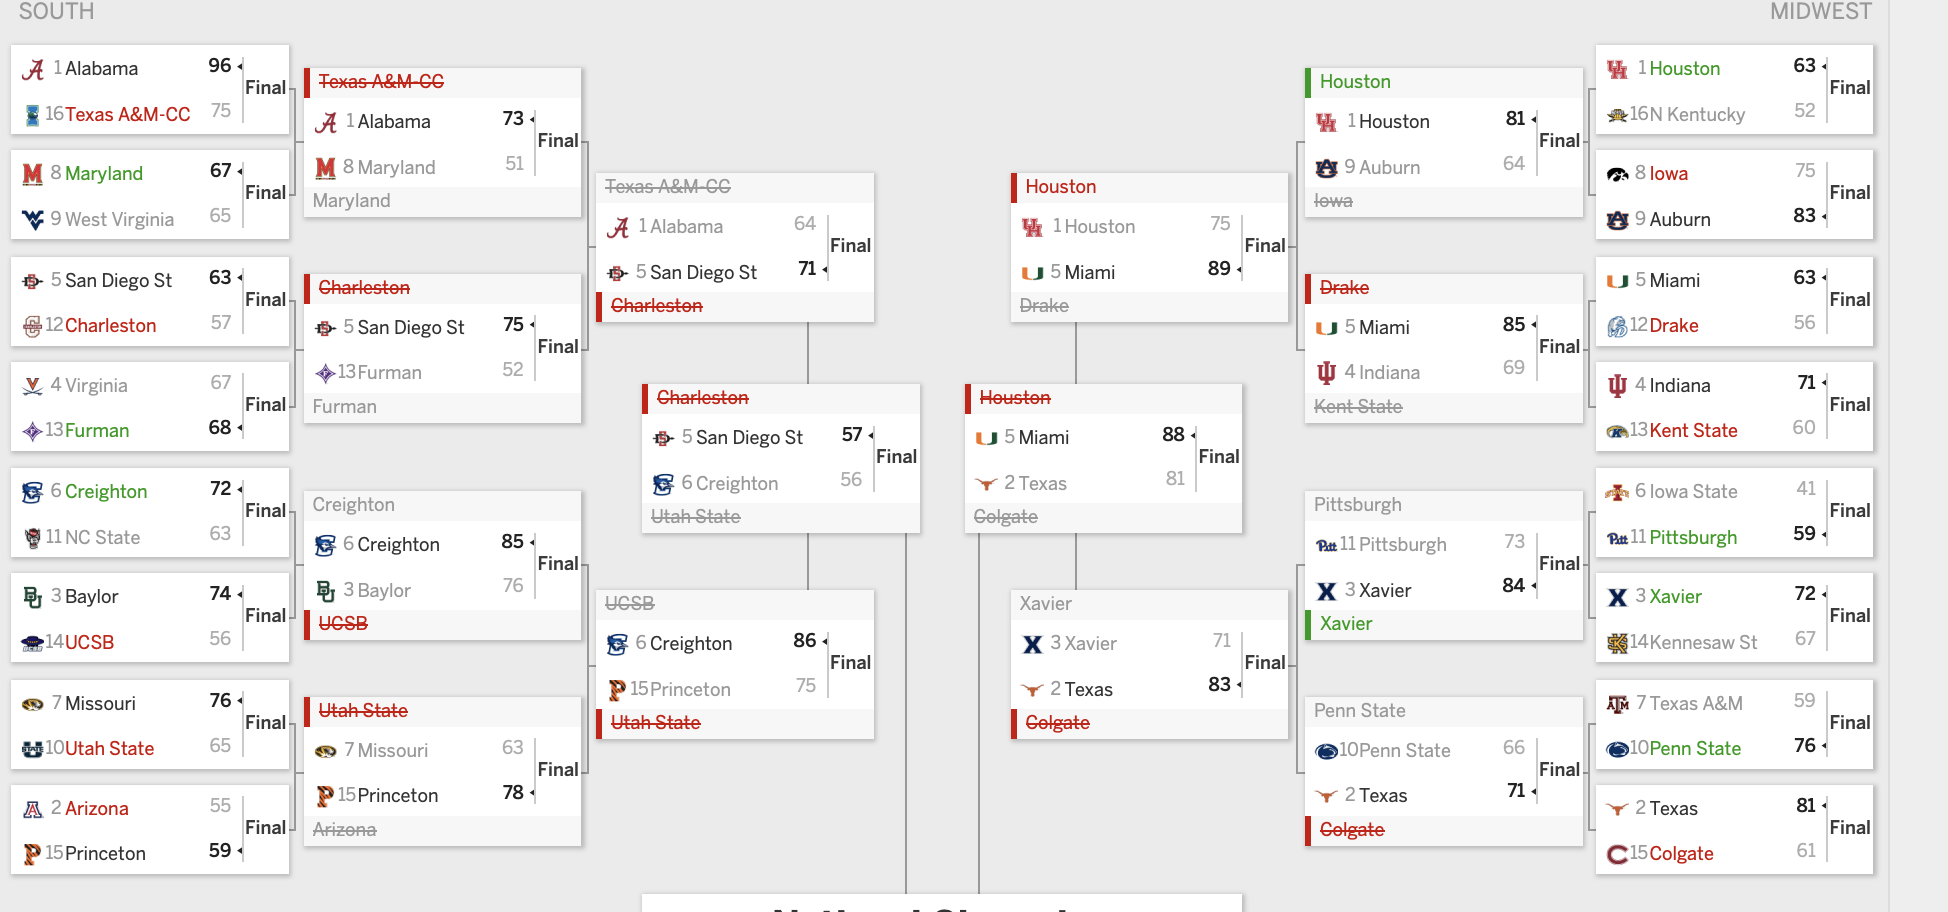 SOUTH
MIDWEST
1 Alabama 96
16 Texas A&M-CC 75
Final
8 Maryland 67
9 West Virginia 65
Final
5 San Diego St 63
12 Charleston 57
Final
4 Virginia 67
13 Furman 68
Final
6 Creighton 72
11 NC State 63
Final
3 Baylor 74
14 UCSB 56
Final
7 Missouri 76
10 Utah State 65
Final
2 Arizona 55
15 Princeton 59
Final
Texas A&M-CC
1 Alabama 73
8 Maryland 51
Final
Maryland
Charleston
5 San Diego St 75
13 Furman 52
Final
Furman
Creighton
6 Creighton 85
3 Baylor 76
Final
UCSB
Utah State
7 Missouri 63
15 Princeton 78
Final
Arizona
Texas A&M-CC
1 Alabama 64
5 San Diego St 71
Final
Charleston
UCSB
6 Creighton 86
15 Princeton 75
Final
Utah State
Charleston
5 San Diego St 57
6 Creighton 56
Final
Utah State
Houston
5 Miami 88
2 Texas 81
Final
Colgate
Houston
1 Houston 75
5 Miami 89
Final
Drake
Xavier
3 Xavier 71
2 Texas 83
Final
Colgate
Houston
1 Houston 81
9 Auburn 64
Final
Iowa
Drake
5 Miami 85
4 Indiana 69
Final
Kent State
Pittsburgh
11 Pittsburgh 73
3 Xavier 84
Final
Xavier
Penn State
10 Penn State 66
2 Texas 71
Final
Colgate
1 Houston 63
16 N Kentucky 52
Final
8 Iowa 75
9 Auburn 83
Final
5 Miami 63
12 Drake 56
Final
4 Indiana 71
13 Kent State 60
Final
6 Iowa State 41
11 Pittsburgh 59
Final
3 Xavier 72
14 Kennesaw St 67
Final
7 Texas A&M 59
10 Penn State 76
Final
2 Texas 81
15 Colgate 61
Final